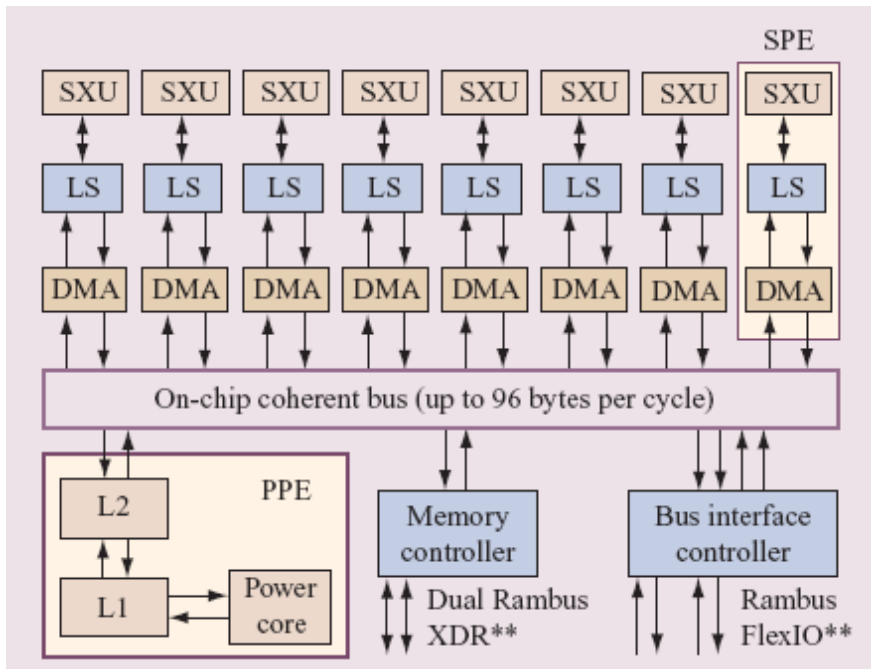 SPE
SXU SXU SXU SXU SXU SXU SXU SXU
LS LS LS LS LS LS LS LS
DMA DMA DMA DMA DMA DMA DMA DMA
On-chip coherent bus (up to 96 bytes per cycle)
PPE
L2
L1
Power
core
Memory
controller
Dual Rambus
XDR**
Bus interface
controller
Rambus
FlexIO**